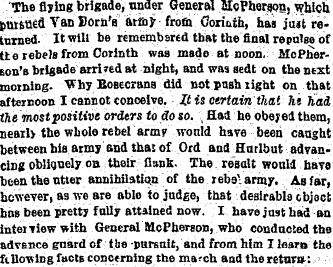 The flying brigade, under General McPherson, which
pursued Van Dorn's army from Corinth, has just re-
turned. It will be remembered that the final repulse of
the rebels from Corinth was made at noon. McPher-
son's brigade arrived at night, and was sedt on the next
morning. Why Rosecrans did not push right on that
afternoon I cannot conceive. It is certain that he had
the most positive orders to do so. Had he obeyed them,
nearly the whole rebel army would have been caught
between his army and that of Ord and Hurlbut advan-
cing obliquely on their flank. The result would have
been the utter annihilation of the rebel army. As far,
however, as we are able to judge, that desirable object
has been pretty fully attained now. I have just had an
interview with General McPherson, who conducted the
advance guard of the pursuit, and from him I learn the
following facts concerning the march and the return: